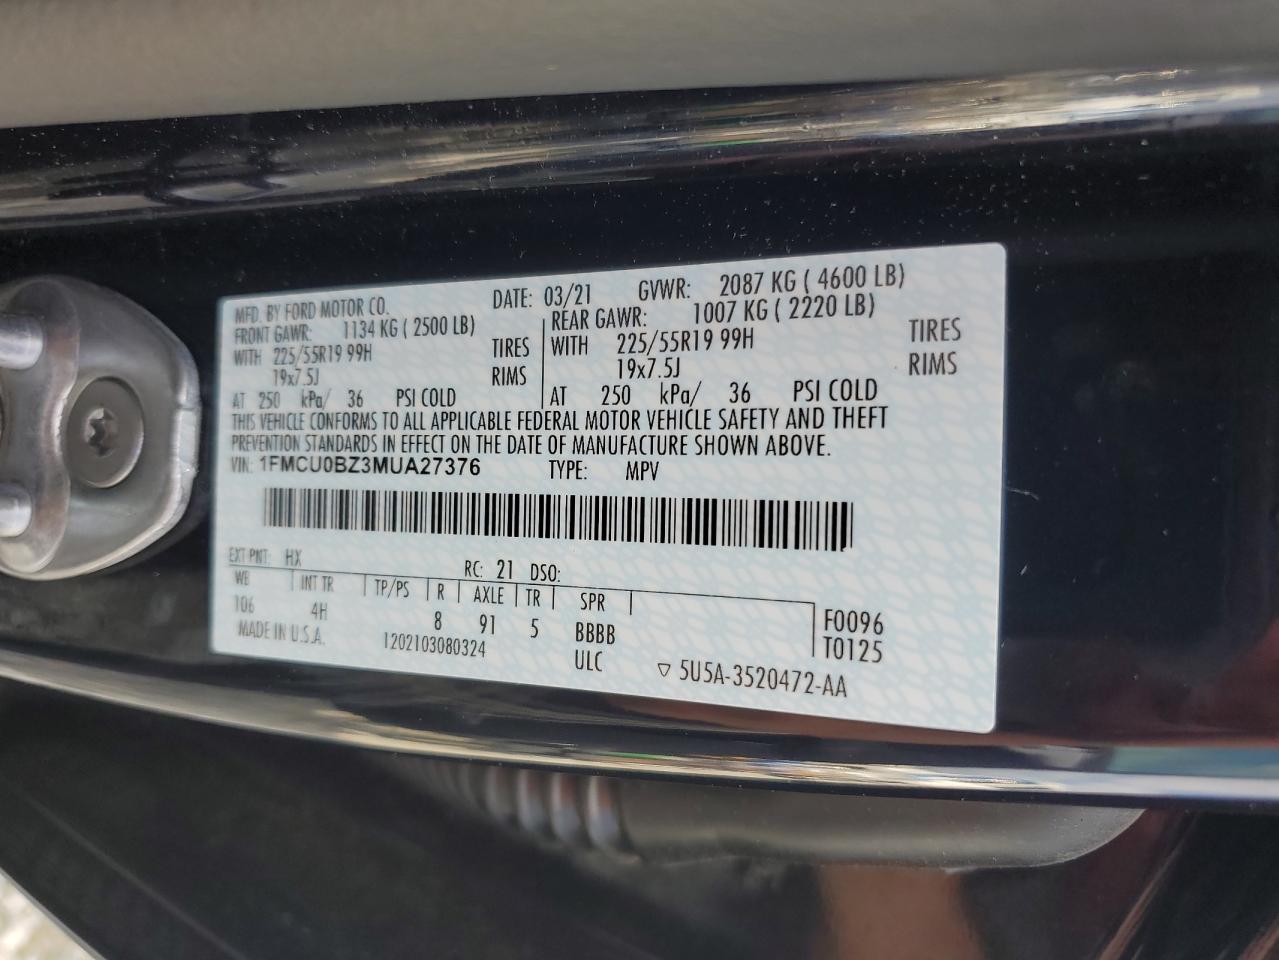 MFD. BY FORD MOTOR CO. DATE: 03/21 GVWR: 2087 KG ( 4600 LB)
FRONT GAWR: 1134 KG ( 2500 LB) REAR GAWR: 1007 KG ( 2220 LB)
WITH 225/55R19 99H TIRES WITH 225/55R19 99H TIRES
19x7.5J RIMS 19x7.5J RIMS
AT 250 kPa/ 36 PSI COLD AT 250 kPa/ 36 PSI COLD
THIS VEHICLE CONFORMS TO ALL APPLICABLE FEDERAL MOTOR VEHICLE SAFETY AND THEFT
PREVENTION STANDARDS IN EFFECT ON THE DATE OF MANUFACTURE SHOWN ABOVE.
VIN: 1FMCU0BZ3MUA27376 TYPE: MPV
EXT PNT: HX RC: 21 DSO:
WB INT TR TP/PS R AXLE TR SPR
106 4H 8 91 5 BBBB F0096
MADE IN U.S.A. 1202103080324 ULC T0125
▽ 5U5A-3520472-AA